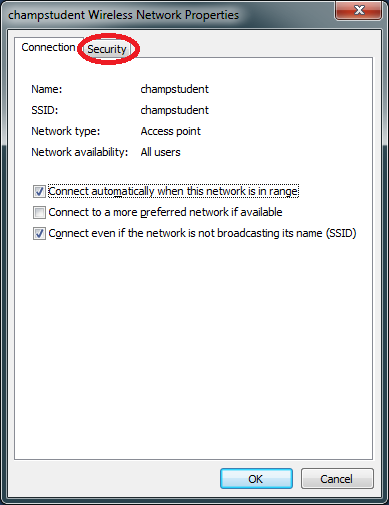 champstudent Wireless Network Properties
Connection Security
Name: champstudent
SSID: champstudent
Network type: Access point
Network availability: All users
Connect automatically when this network is in range
Connect to a more preferred network if available
Connect even if the network is not broadcasting its name (SSID)
OK Cancel